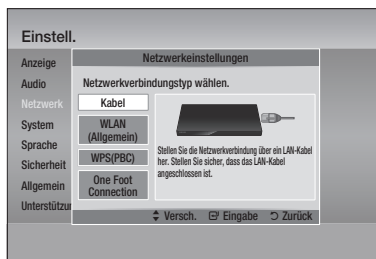 Einstell.
Anzeige
Audio
Netzwerk
System
Sprache
Sicherheit
Allgemein
Unterstützun
Netzwerkeinstellungen
Netzwerkverbindungstyp wählen.
Kabel
WLAN
(Allgemein)
WPS(PBC)
One Foot
Connection
Stellen Sie die Netzwerkverbindung über ein LAN-Kabel
her. Stellen Sie sicher, dass das LAN-Kabel
angeschlossen ist.
Versch. Eingabe Zurück